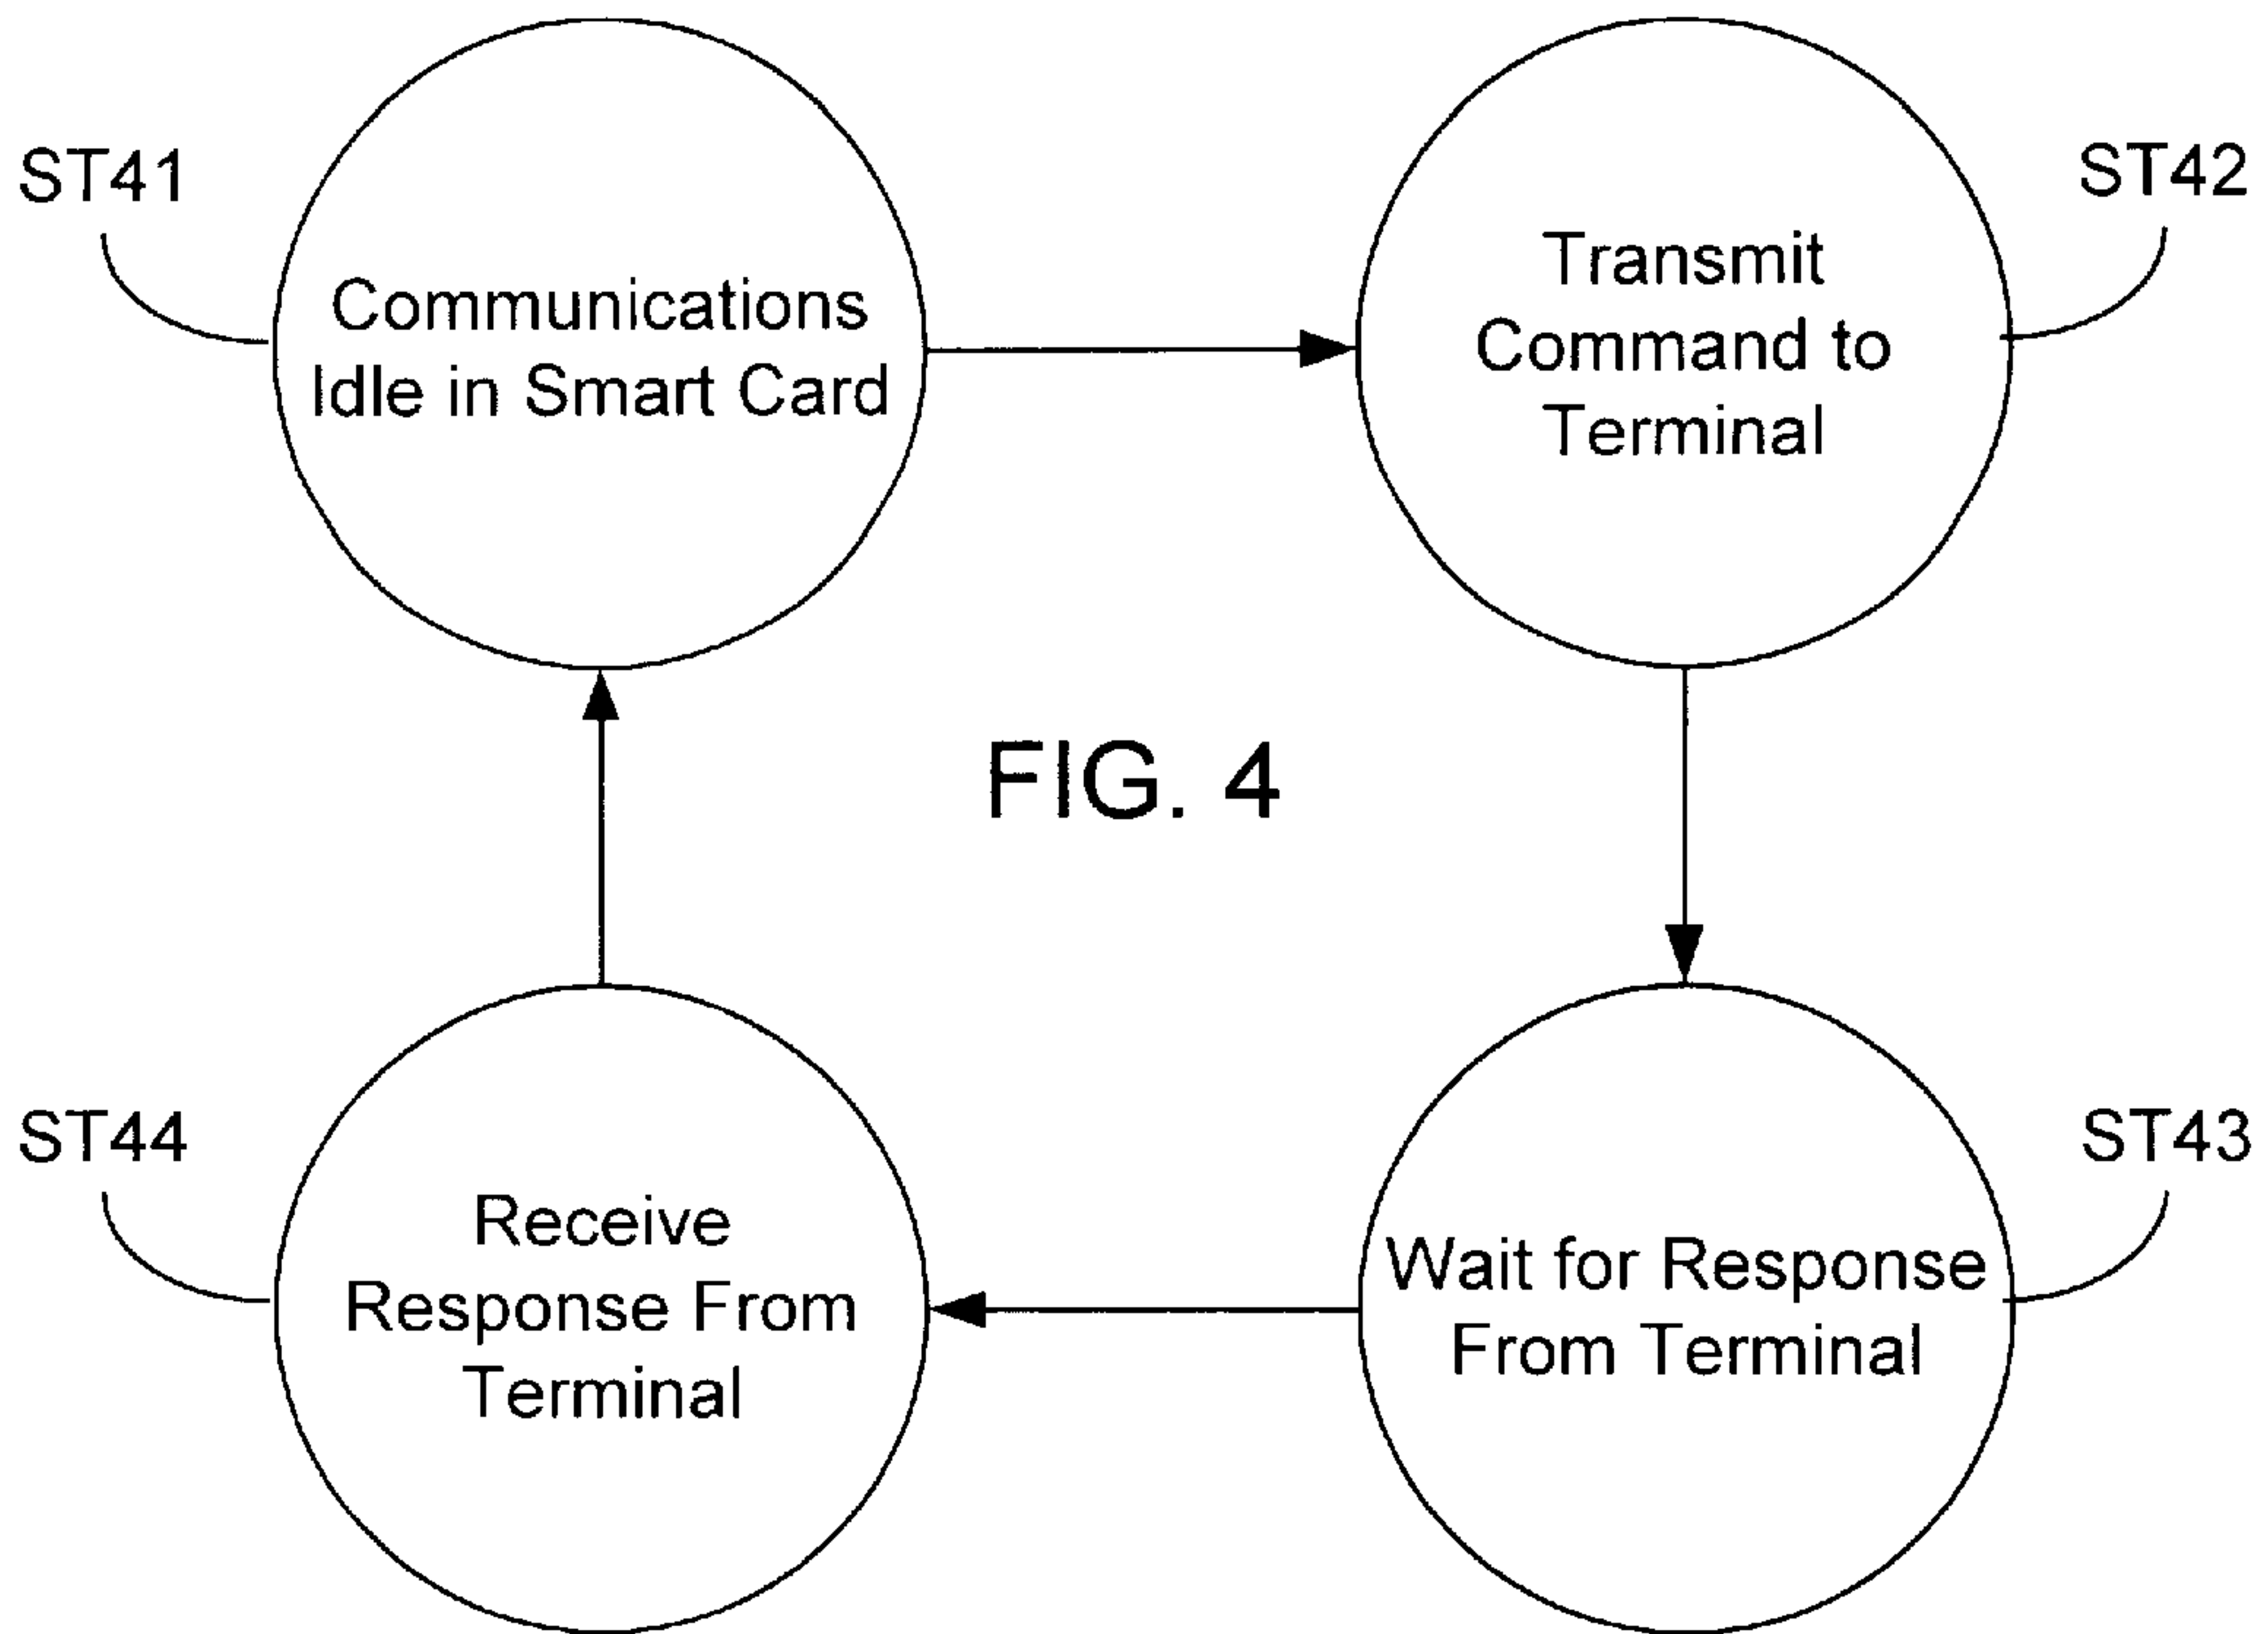 ST41
Communications
Idle in Smart Card
ST42
Transmit
Command to
Terminal
FIG. 4
ST44
Receive
Response From
Terminal
ST43
Wait for Response
From Terminal